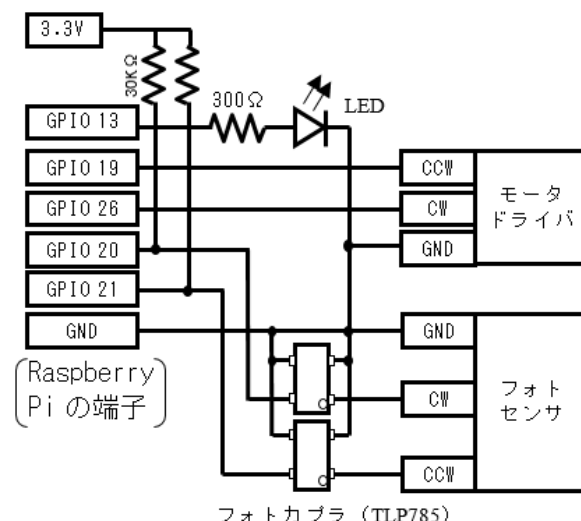 3.3V
30KΩ
300Ω
LED
GPIO 13
GPIO 19
GPIO 26
GPIO 20
GPIO 21
GND
Raspberry
Pi の端子
CCW
CW
GND
モータ
ドライバ
GND
CW
CCW
フォト
センサ
フォトカプラ (TLP785)